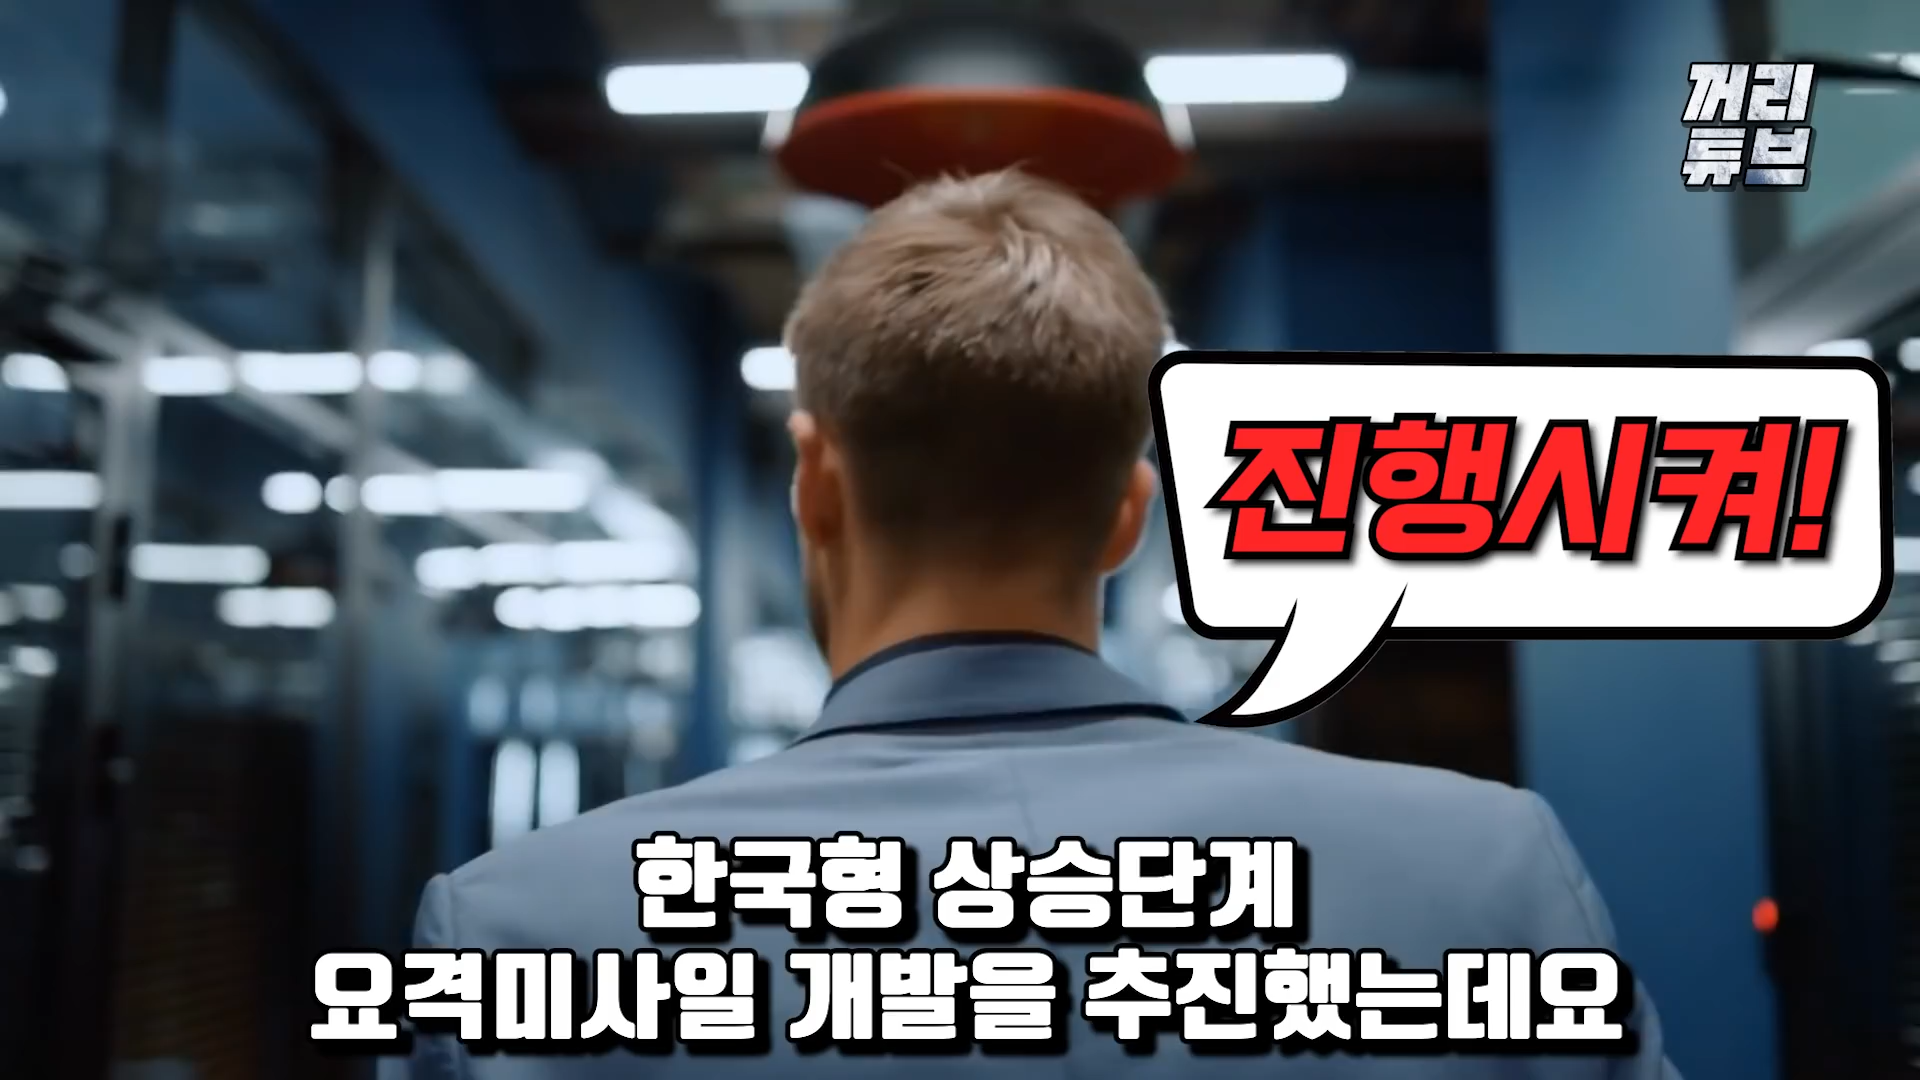 꺼리
튜브
진행시켜!
한국형 상승단계
요격미사일 개발을 추진했는데요